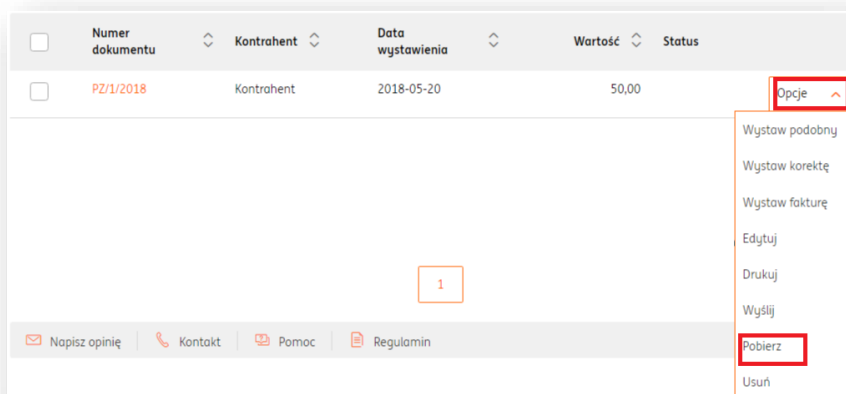 Numer dokumentu Kontrahent Data wystawienia Wartość Status
PZ/1/2018 Kontrahent 2018-05-20 50,00 Opcje
Wystaw podobny
Wystaw korektę
Wystaw fakturę
Edytuj
Drukuj
Wyślij
Pobierz
Usuń
1
Napisz opinię Kontakt Pomoc Regulamin